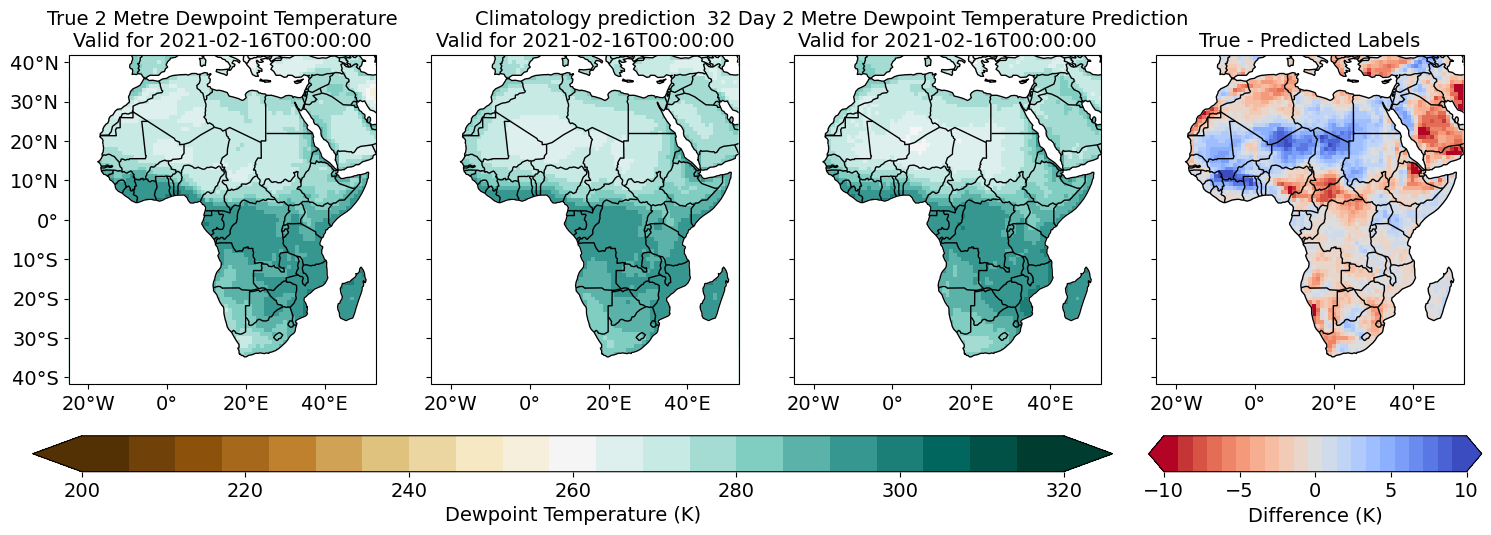 True 2 Metre Dewpoint Temperature
Valid for 2021-02-16T00:00:00
Climatology prediction  32 Day 2 Metre Dewpoint Temperature Prediction
Valid for 2021-02-16T00:00:00
Valid for 2021-02-16T00:00:00
True - Predicted Labels
40°N
30°N
20°N
10°N
0°
10°S
20°S
30°S
40°S
20°W 0° 20°E 40°E
20°W 0° 20°E 40°E
20°W 0° 20°E 40°E
20°W 0° 20°E 40°E
200 220 240 260 280 300 320
Dewpoint Temperature (K)
−10 −5 0 5 10
Difference (K)